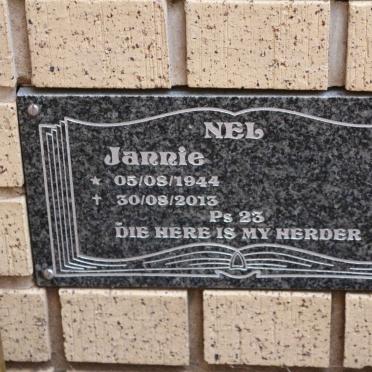 NEL
Jannie
★ 05/08/1944
✝ 30/08/2013
Ps 23
DIE HERE IS MY HERDER